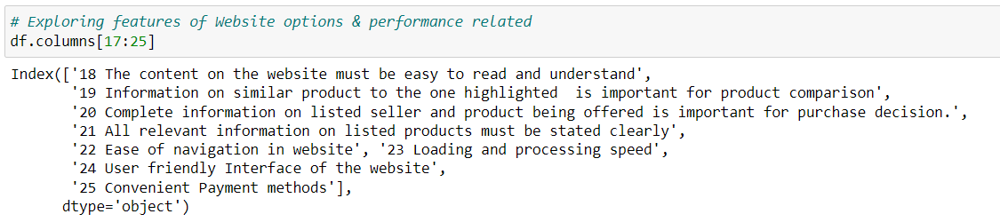 # Exploring features of Website options & performance related
df.columns[17:25]
Index(['18 The content on the website must be easy to read and understand',
'19 Information on similar product to the one highlighted  is important for product comparison',
'20 Complete information on listed seller and product being offered is important for purchase decision.',
'21 All relevant information on listed products must be stated clearly',
'22 Ease of navigation in website', '23 Loading and processing speed',
'24 User friendly Interface of the website',
'25 Convenient Payment methods'],
dtype='object')